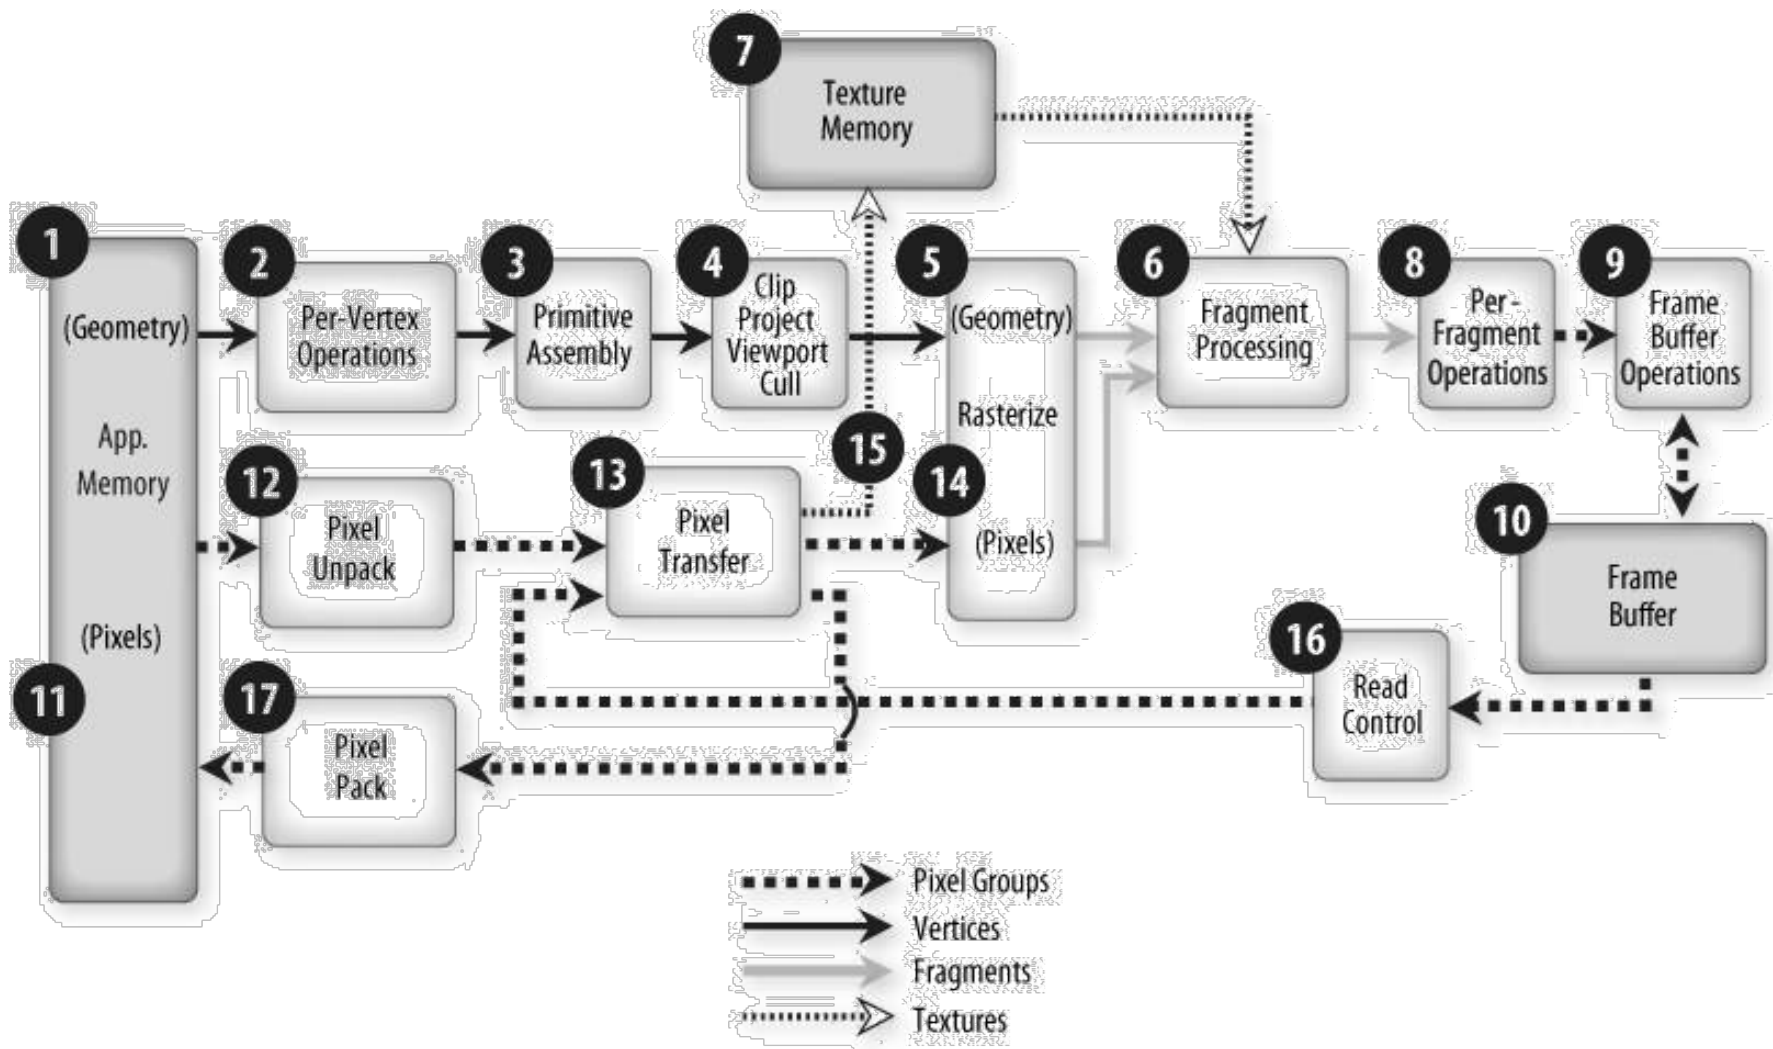 7
Texture
Memory
1
2
3
4
5
6
8
9
(Geometry)
App.
Memory
(Pixels)
11
Per-Vertex
Operations
Primitive
Assembly
Clip
Project
Viewport
Cull
(Geometry)
Rasterize
14
(Pixels)
Fragment
Processing
Per-
Fragment
Operations
Frame
Buffer
Operations
12
Pixel
Unpack
13
Pixel
Transfer
15
10
Frame
Buffer
16
Read
Control
17
Pixel
Pack
Pixel Groups
Vertices
Fragments
Textures